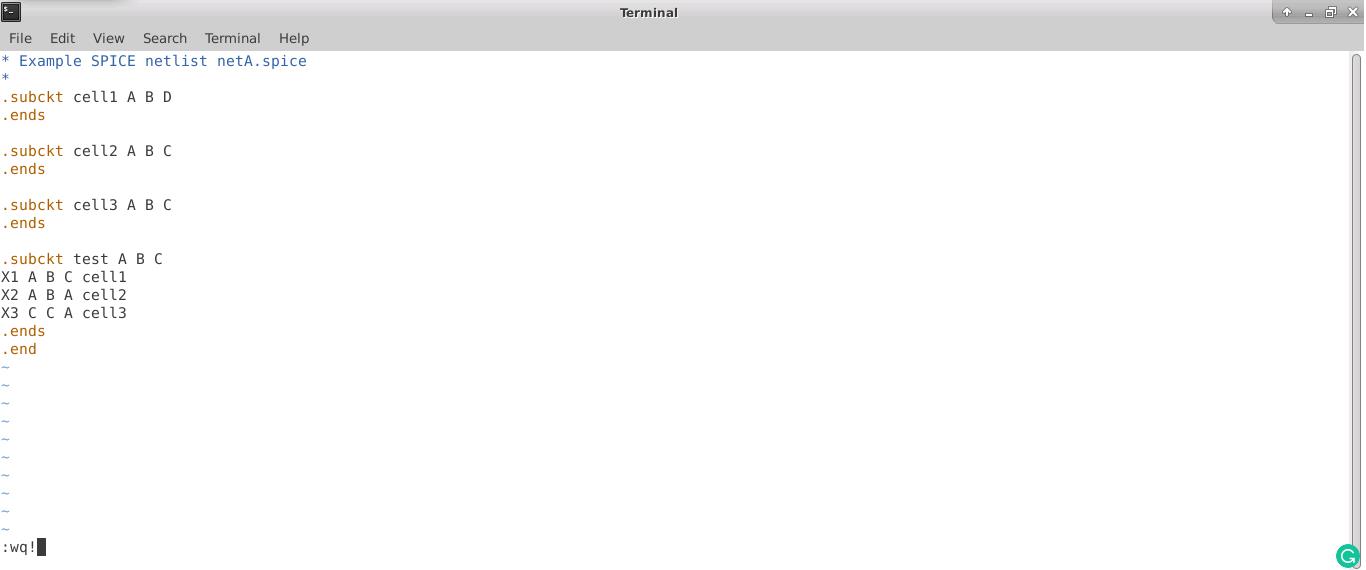 Terminal
File Edit View Search Terminal Help
* Example SPICE netlist netA.spice
*
.subckt cell1 A B D
.ends
.subckt cell2 A B C
.ends
.subckt cell3 A B C
.ends
.subckt test A B C
X1 A B C cell1
X2 A B A cell2
X3 C C A cell3
.ends
.end
~
~
~
~
~
~
~
~
~
~
:wq!